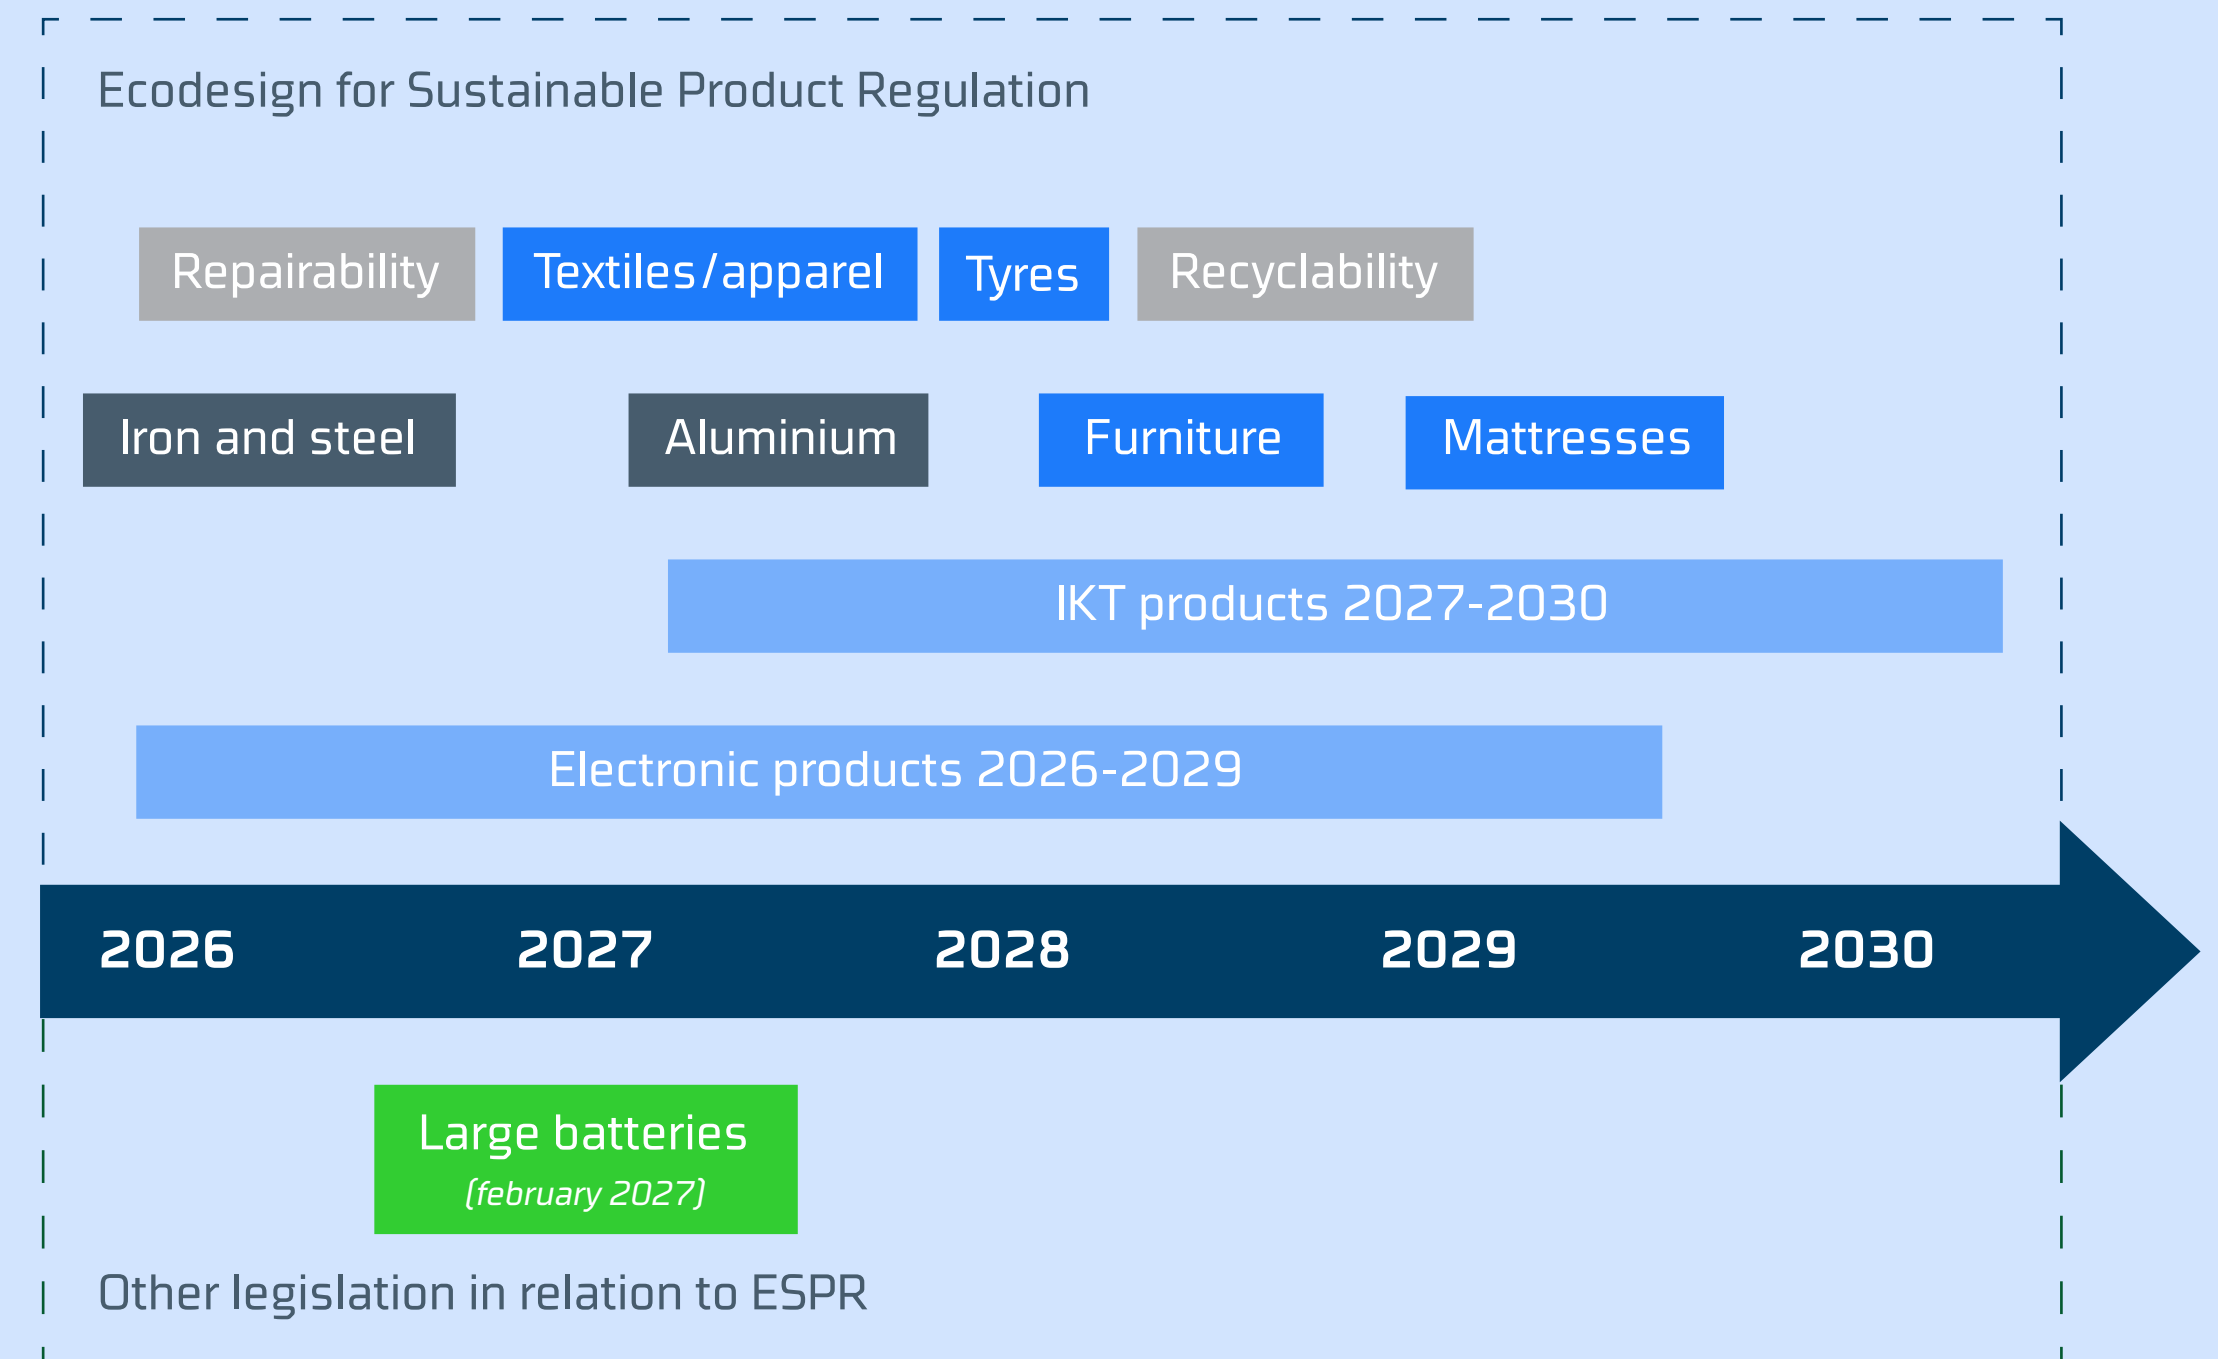 Ecodesign for Sustainable Product Regulation
Repairability
Textiles/apparel
Tyres
Recyclability
Iron and steel
Aluminium
Furniture
Mattresses
IKT products 2027-2030
Electronic products 2026-2029
2026
2027
2028
2029
2030
Large batteries
(february 2027)
Other legislation in relation to ESPR